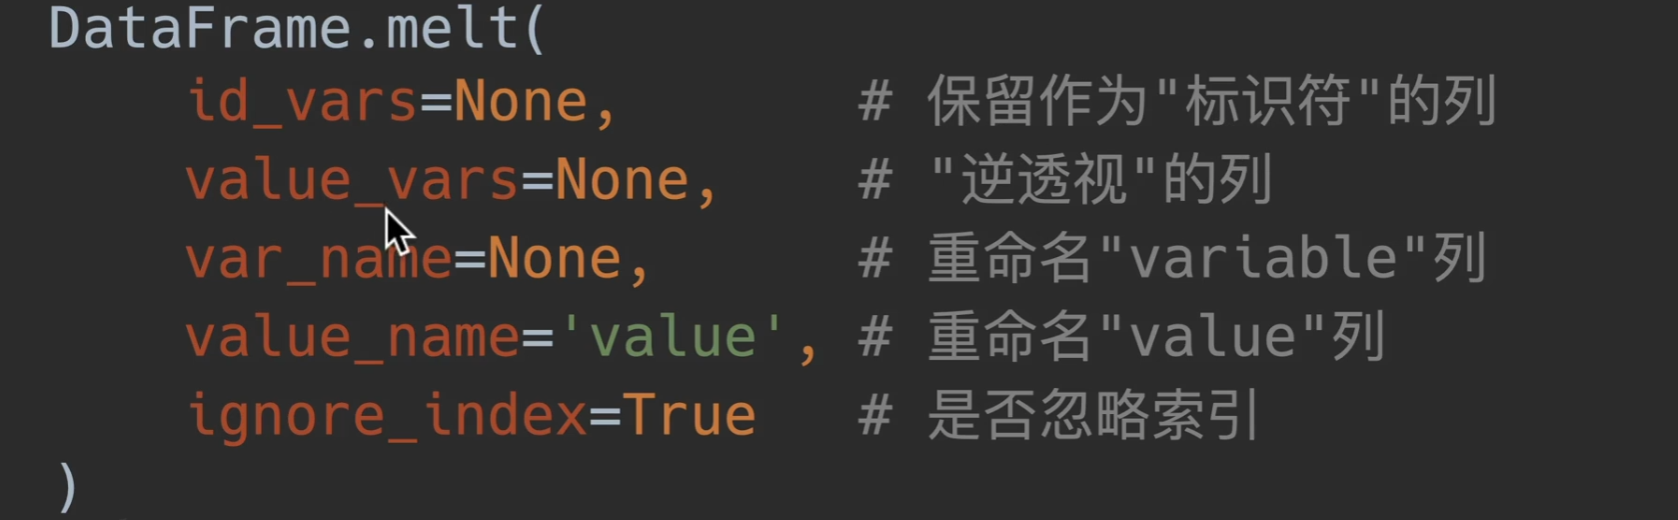 DataFrame.melt(
id_vars=None, # 保留作为"标识符"的列
value_vars=None, # "逆透视"的列
var_name=None, # 重命名"variable"列
value_name='value', # 重命名"value"列
ignore_index=True # 是否忽略索引
)